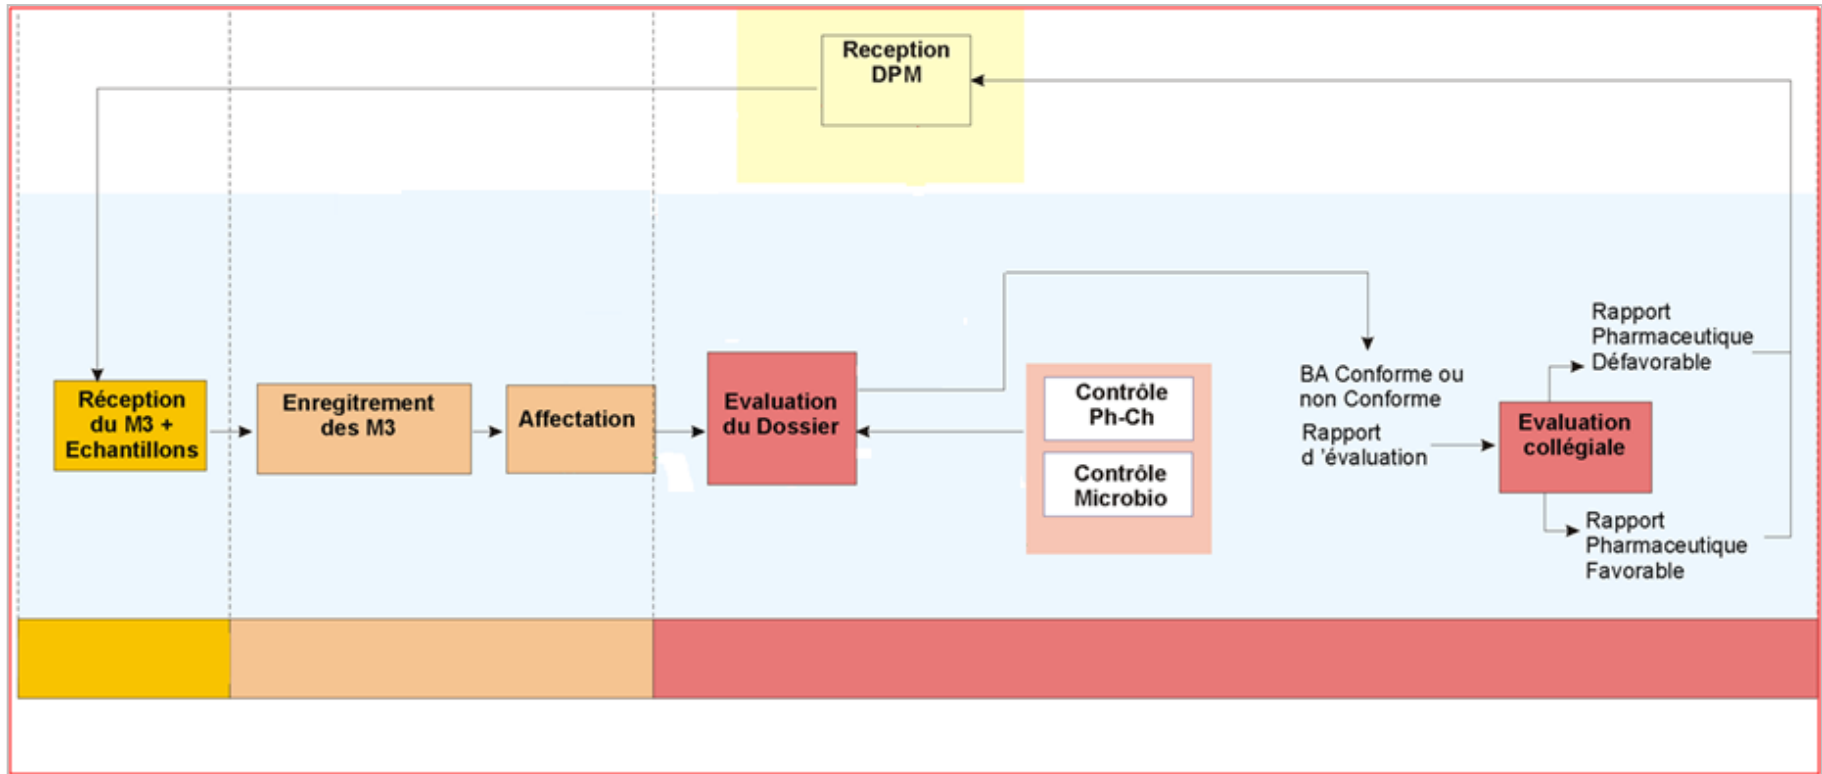 Reception
DPM
Réception
du M3 +
Echantillons
Enregitrement
des M3
Affectation
Evaluation
du Dossier
Contrôle
Ph-Ch
Contrôle
Microbio
BA Conforme ou
non Conforme
Rapport
d ’évaluation
Evaluation
collégiale
Rapport
Pharmaceutique
Défavorable
Rapport
Pharmaceutique
Favorable